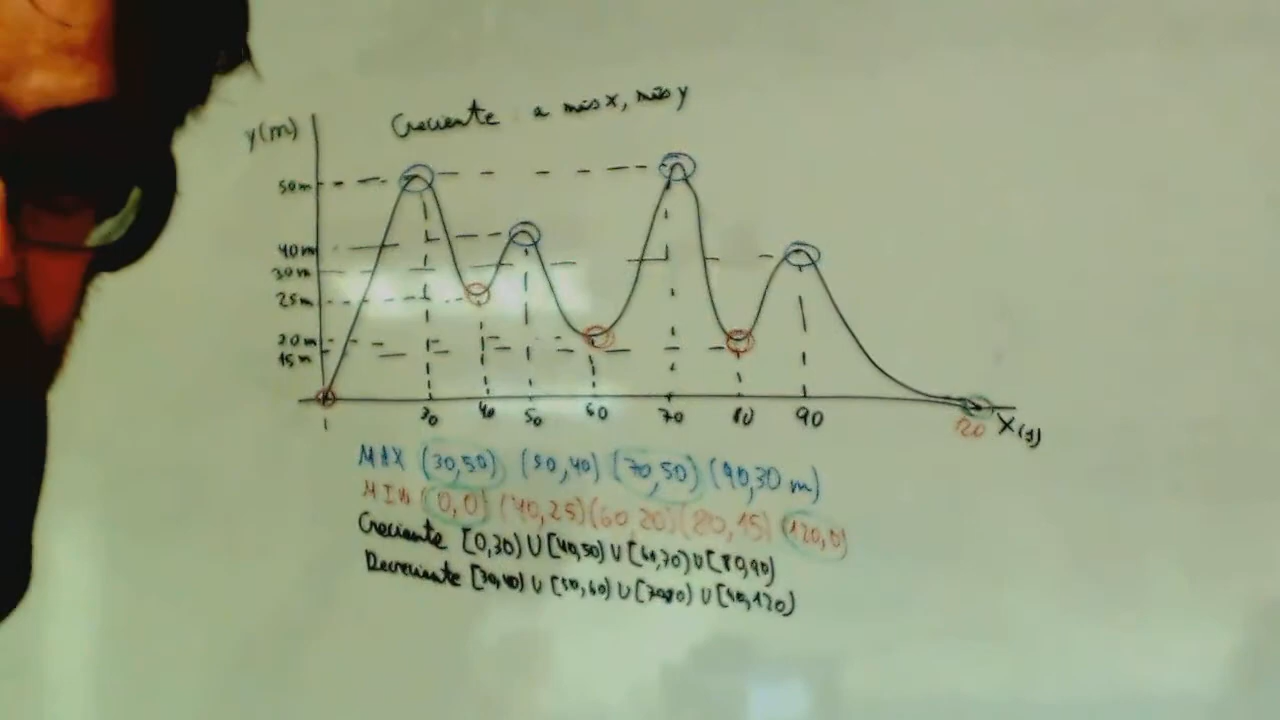 Creciente a más x, más y
y(m)
50m
40m
30m
25m
20m
15m
30 40 50 60 70 80 90 120 X(s)
MAX (30,50) (50,40) (70,50) (90,30 m)
MIN (0,0) (40,25)(60,20)(80,15) (120,0)
Creciente [0,30) U [40,50) U [60,70) U [80,90)
Decreciente [30,40) U [50,60) U [70,80) U [90,120)